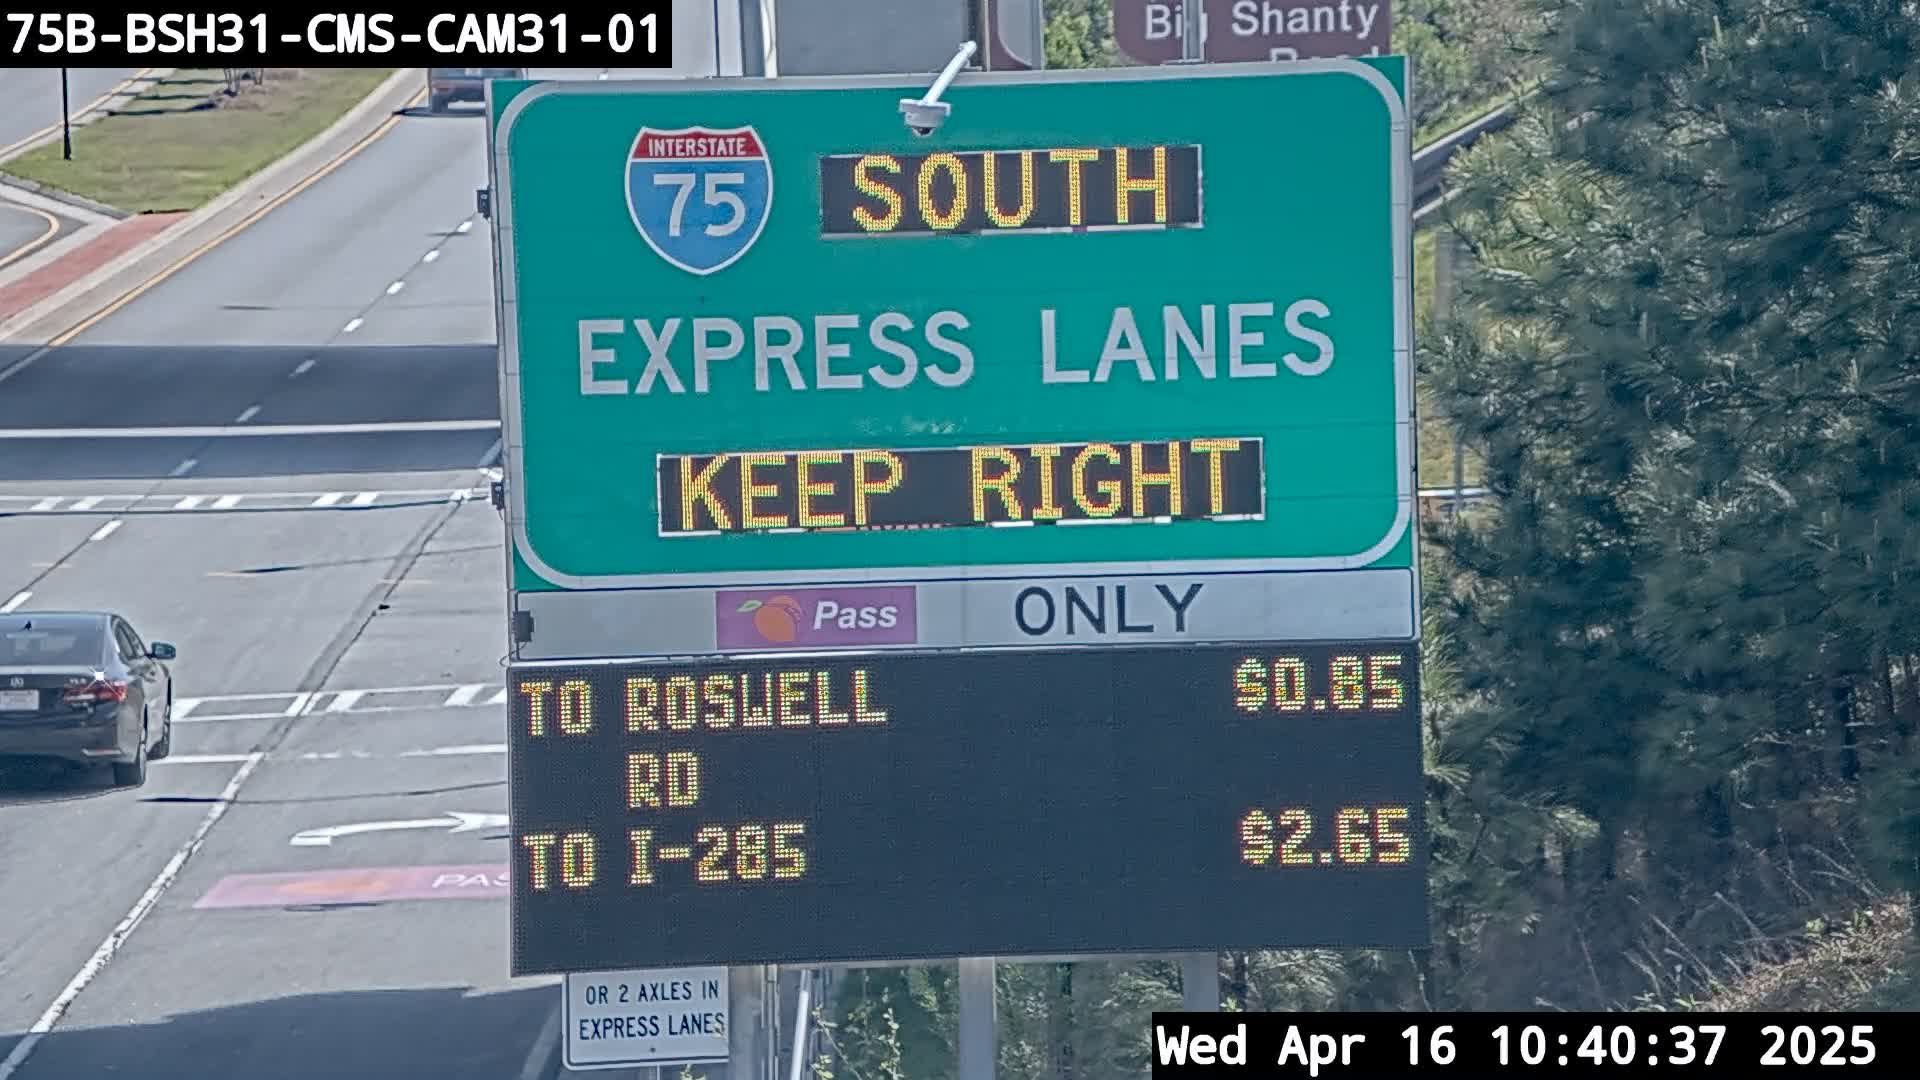 75B-BSH31-CMS-CAM31-01
Big Shanty
Road
INTERSTATE
75
SOUTH
EXPRESS LANES
KEEP RIGHT
Pass ONLY
TO ROSWELL $0.85
RD
TO I-285 $2.65
PAS
OR 2 AXLES IN
EXPRESS LANES
Wed Apr 16 10:40:37 2025